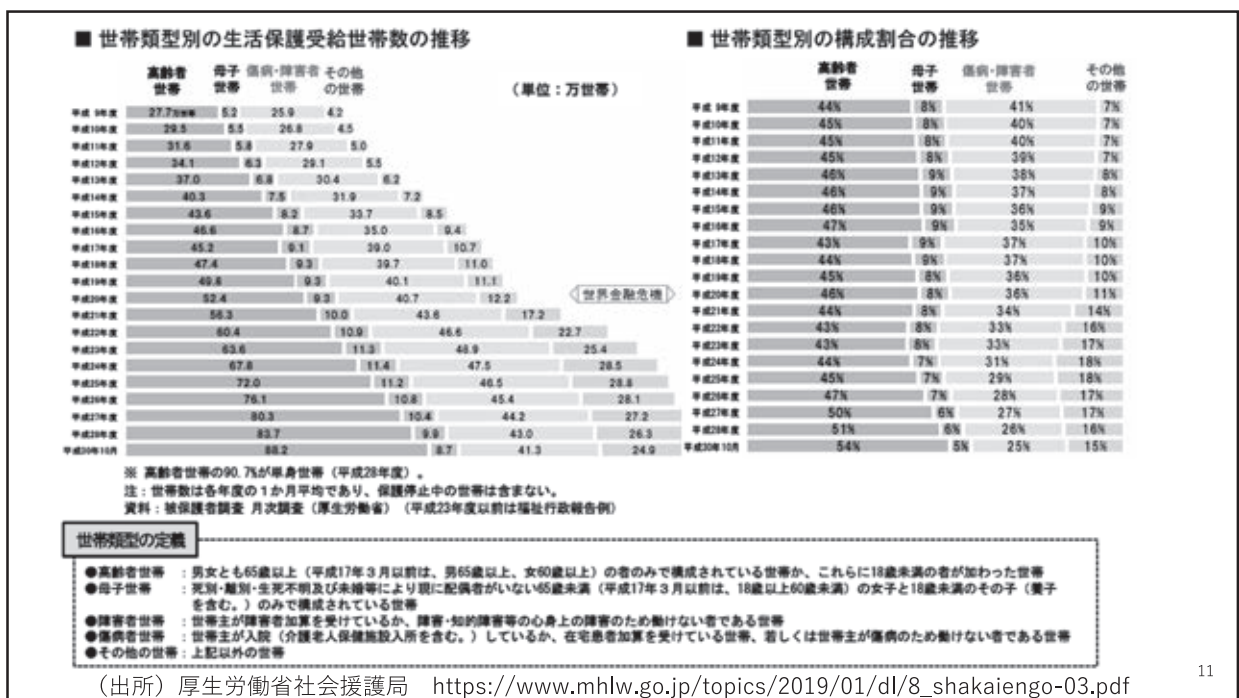 ■ 世帯類型別の生活保護受給世帯数の推移
高齢者世帯 母子世帯 傷病・障害者世帯 その他の世帯 (単位:万世帯)
平成 9年度 27.7万世帯 5.2 25.9 4.2
平成10年度 29.5 5.5 26.8 4.5
平成11年度 31.6 5.8 27.9 5.0
平成12年度 34.1 6.3 29.1 5.5
平成13年度 37.0 6.8 30.4 6.2
平成14年度 40.3 7.5 31.9 7.2
平成15年度 43.6 8.2 33.7 8.5
平成16年度 46.6 8.7 35.0 9.4
平成17年度 45.2 9.1 39.0 10.7
平成18年度 47.4 9.3 39.7 11.0
平成19年度 49.8 9.3 40.1 11.1
平成20年度 52.4 9.3 40.7 12.2
世界金融危機
平成21年度 56.3 10.0 43.6 17.2
平成22年度 60.4 10.9 46.6 22.7
平成23年度 63.6 11.3 48.9 25.4
平成24年度 67.8 11.4 47.5 28.5
平成25年度 72.0 11.2 46.5 28.8
平成26年度 76.1 10.8 45.4 28.1
平成27年度 80.3 10.4 44.2 27.2
平成28年度 83.7 9.9 43.0 26.3
平成30年10月 88.2 8.7 41.3 24.9
■ 世帯類型別の構成割合の推移
高齢者世帯 母子世帯 傷病・障害者世帯 その他の世帯
平成 9年度 44% 8% 41% 7%
平成10年度 45% 8% 40% 7%
平成11年度 45% 8% 40% 7%
平成12年度 45% 8% 39% 7%
平成13年度 46% 9% 38% 8%
平成14年度 46% 9% 37% 8%
平成15年度 46% 9% 36% 9%
平成16年度 47% 9% 35% 9%
平成17年度 43% 9% 37% 10%
平成18年度 44% 9% 37% 10%
平成19年度 45% 8% 36% 10%
平成20年度 46% 8% 36% 11%
平成21年度 44% 8% 34% 14%
平成22年度 43% 8% 33% 16%
平成23年度 43% 8% 33% 17%
平成24年度 44% 7% 31% 18%
平成25年度 45% 7% 29% 18%
平成26年度 47% 7% 28% 17%
平成27年度 50% 6% 27% 17%
平成28年度 51% 6% 26% 16%
平成30年10月 54% 5% 25% 15%
※ 高齢者世帯の90.7%が単身世帯(平成28年度)。
注:世帯数は各年度の1か月平均であり、保護停止中の世帯は含まない。
資料:被保護者調査 月次調査(厚生労働省)(平成23年度以前は福祉行政報告例)
世帯類型の定義
●高齢者世帯 :男女とも65歳以上(平成17年3月以前は、男65歳以上、女60歳以上)の者のみで構成されている世帯か、これらに18歳未満の者が加わった世帯
●母子世帯 :死別・離別・生死不明及び未婚等により現に配偶者がいない65歳未満(平成17年3月以前は、18歳以上60歳未満)の女子と18歳未満のその子(養子
を含む。)のみで構成されている世帯
●障害者世帯 :世帯主が障害者加算を受けているか、障害・知的障害等の心身上の障害のため働けない者である世帯
●傷病者世帯 :世帯主が入院(介護老人保健施設入所を含む。)しているか、在宅患者加算を受けている世帯、若しくは世帯主が傷病のため働けない者である世帯
●その他の世帯:上記以外の世帯
(出所)厚生労働省社会援護局 https://www.mhlw.go.jp/topics/2019/01/dl/8_shakaiengo-03.pdf
11